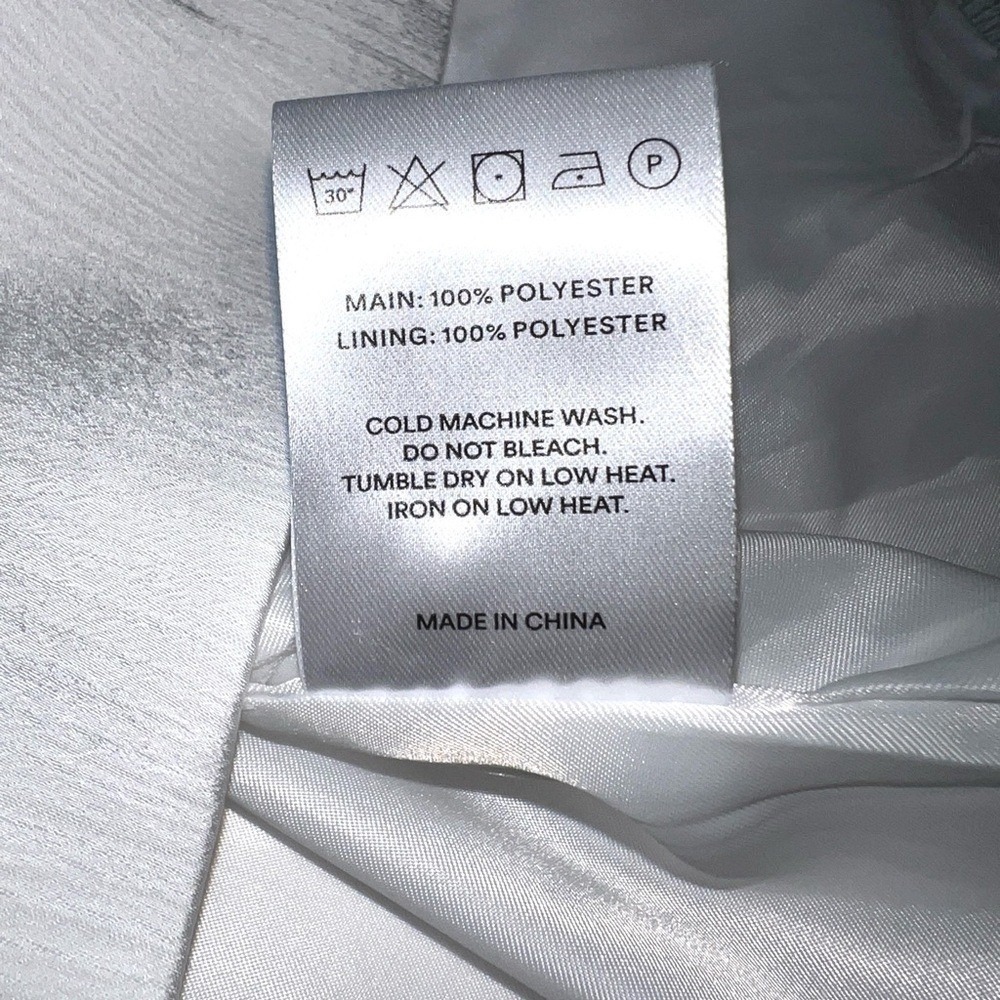 30° P
MAIN: 100% POLYESTER
LINING: 100% POLYESTER
COLD MACHINE WASH.
DO NOT BLEACH.
TUMBLE DRY ON LOW HEAT.
IRON ON LOW HEAT.
MADE IN CHINA